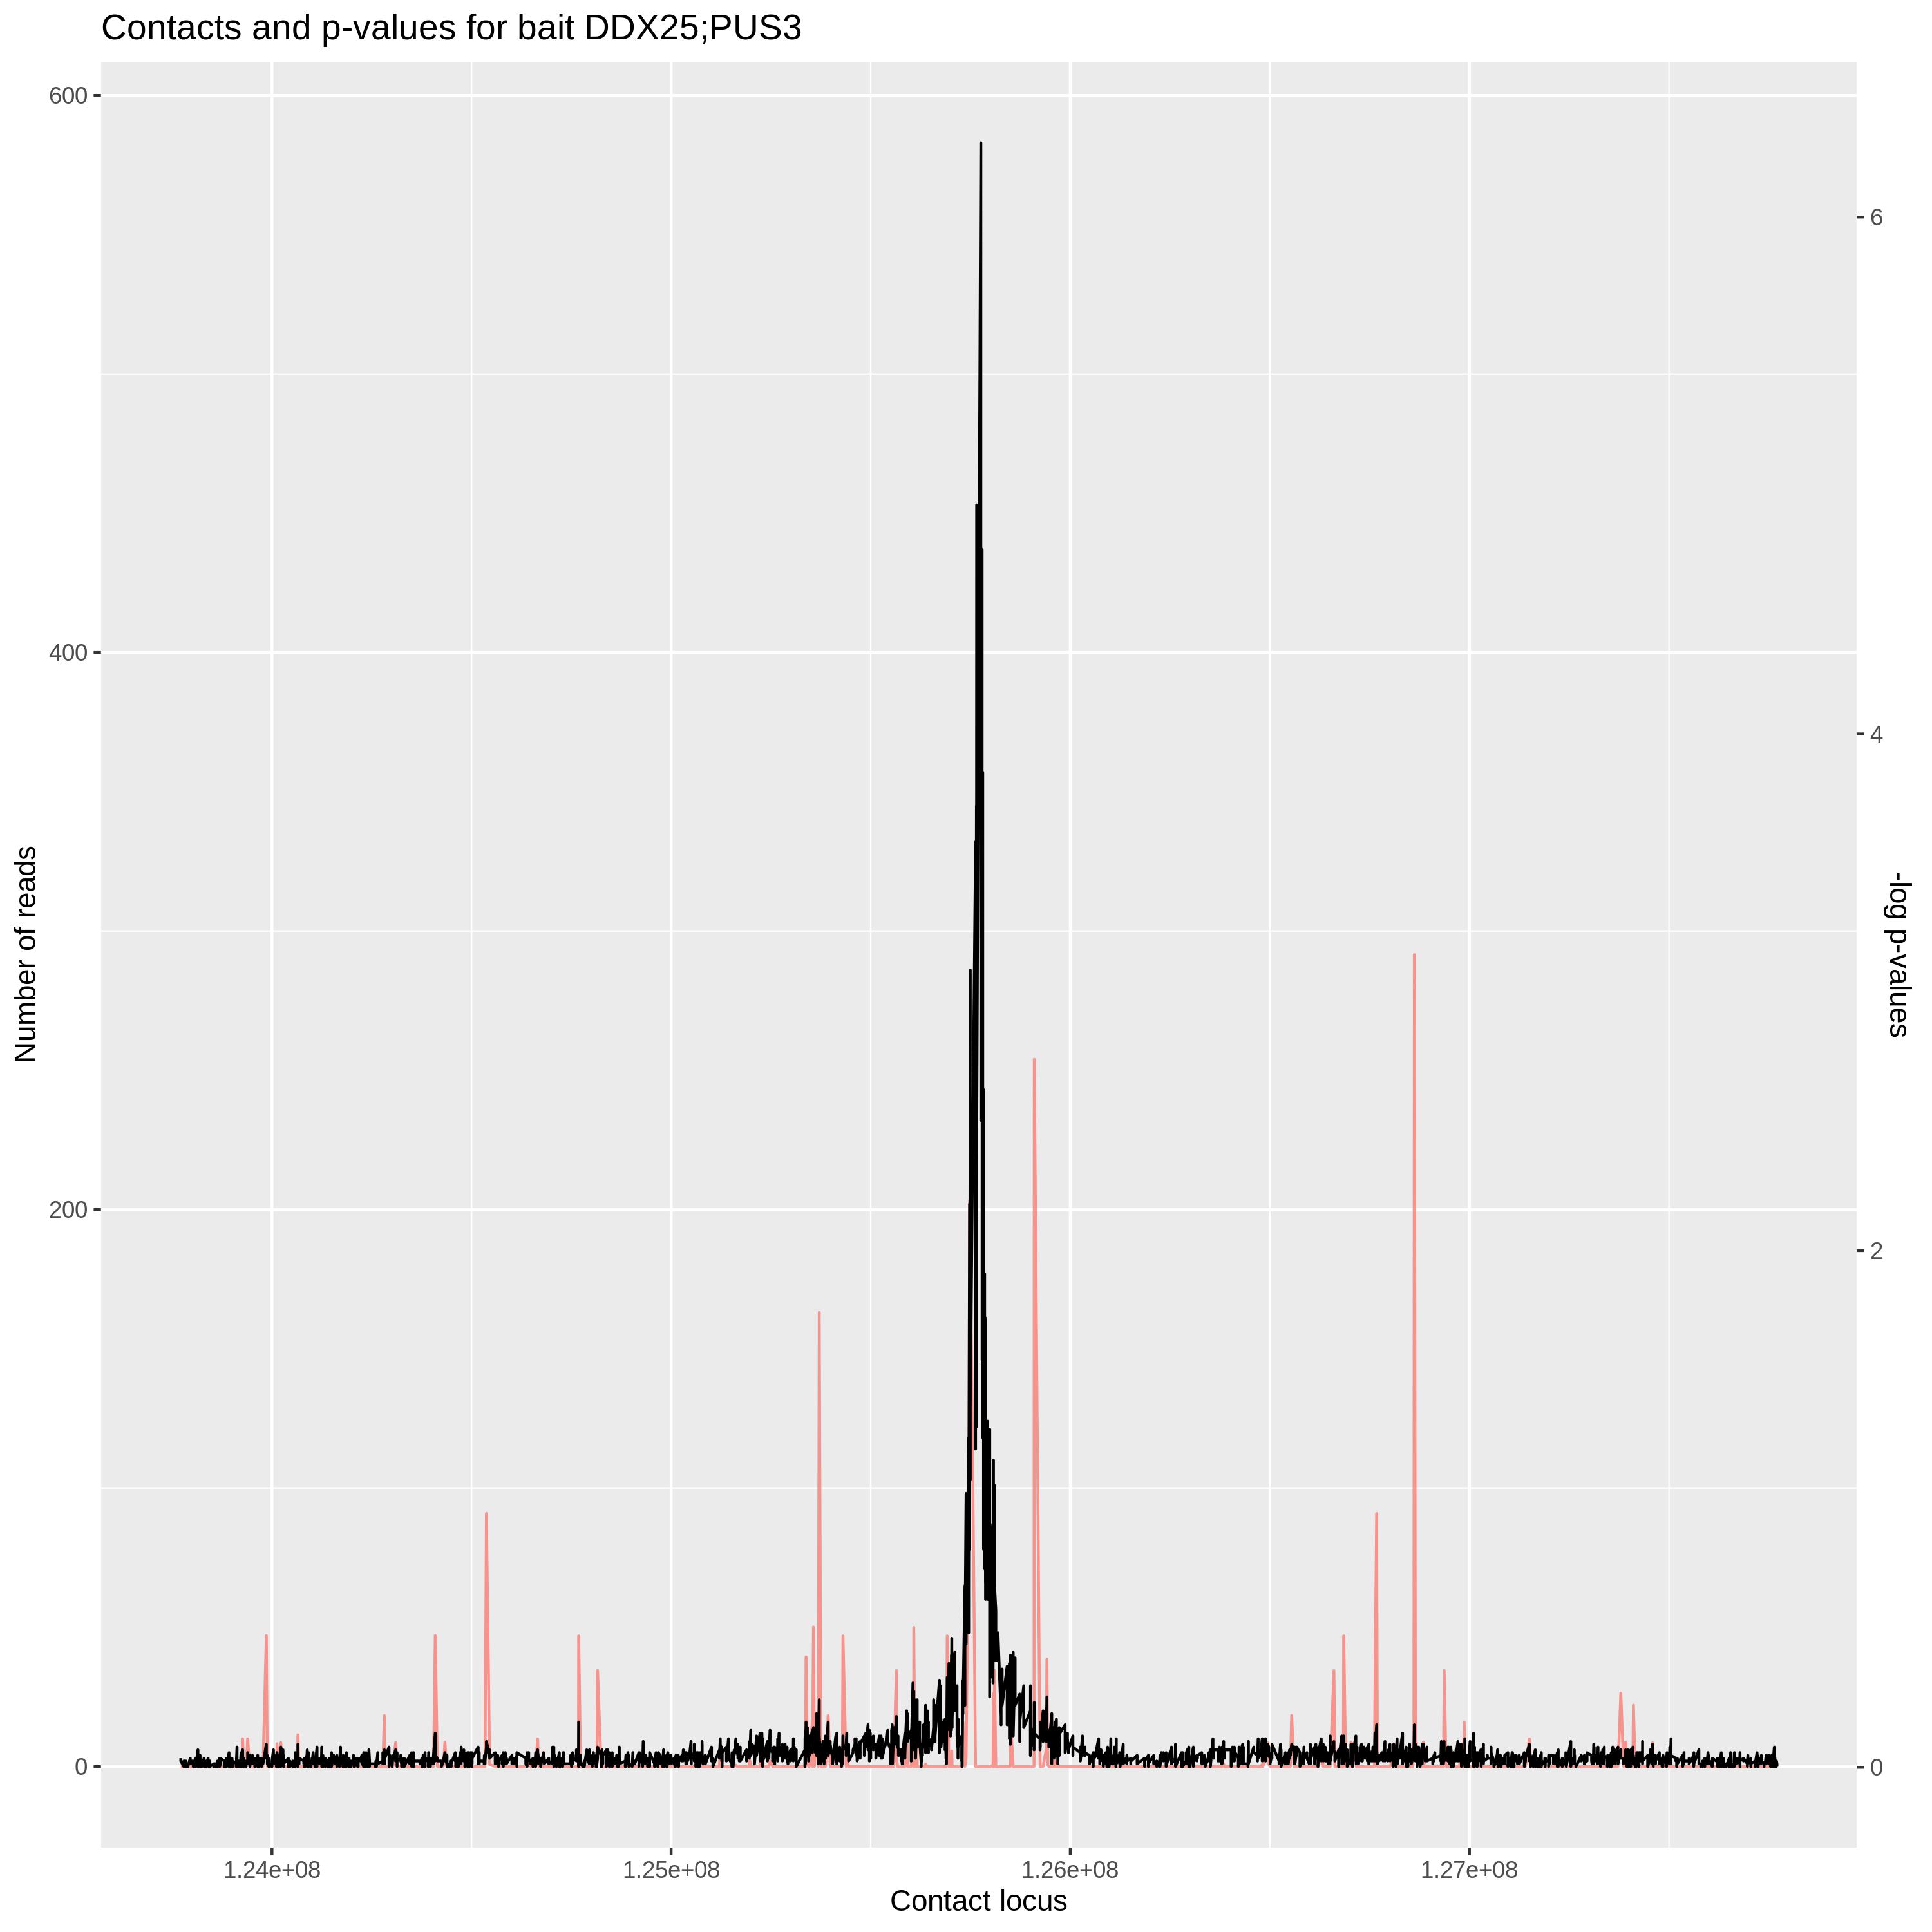 Contacts and p-values for bait DDX25;PUS3
600
400
200
0
Number of reads
6
4
2
0
-log p-values
1.24e+08
1.25e+08
1.26e+08
1.27e+08
Contact locus